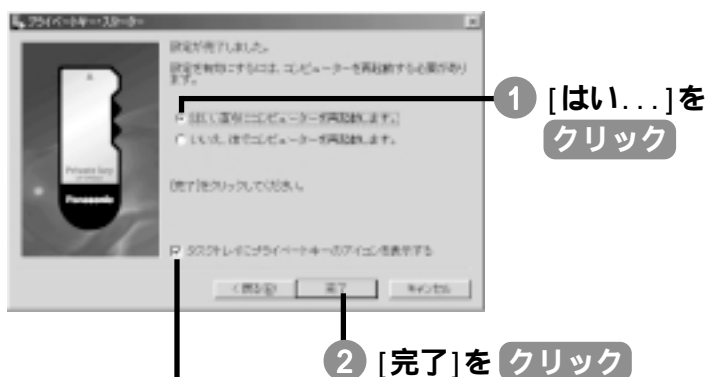 プライベートキー・スターター
設定が完了しました。
設定を有効にするには、コンピューターを再起動する必要があり
ます。
はい、直ちにコンピューターを再起動します。
いいえ、後でコンピューターを再起動します。
[完了]をクリックしてください。
Private key
Panasonic
タスクトレイにプライベートキーのアイコンを表示する
<戻る(B)
完了
キャンセル
1 [はい...]を
クリック
2 [完了]を クリック